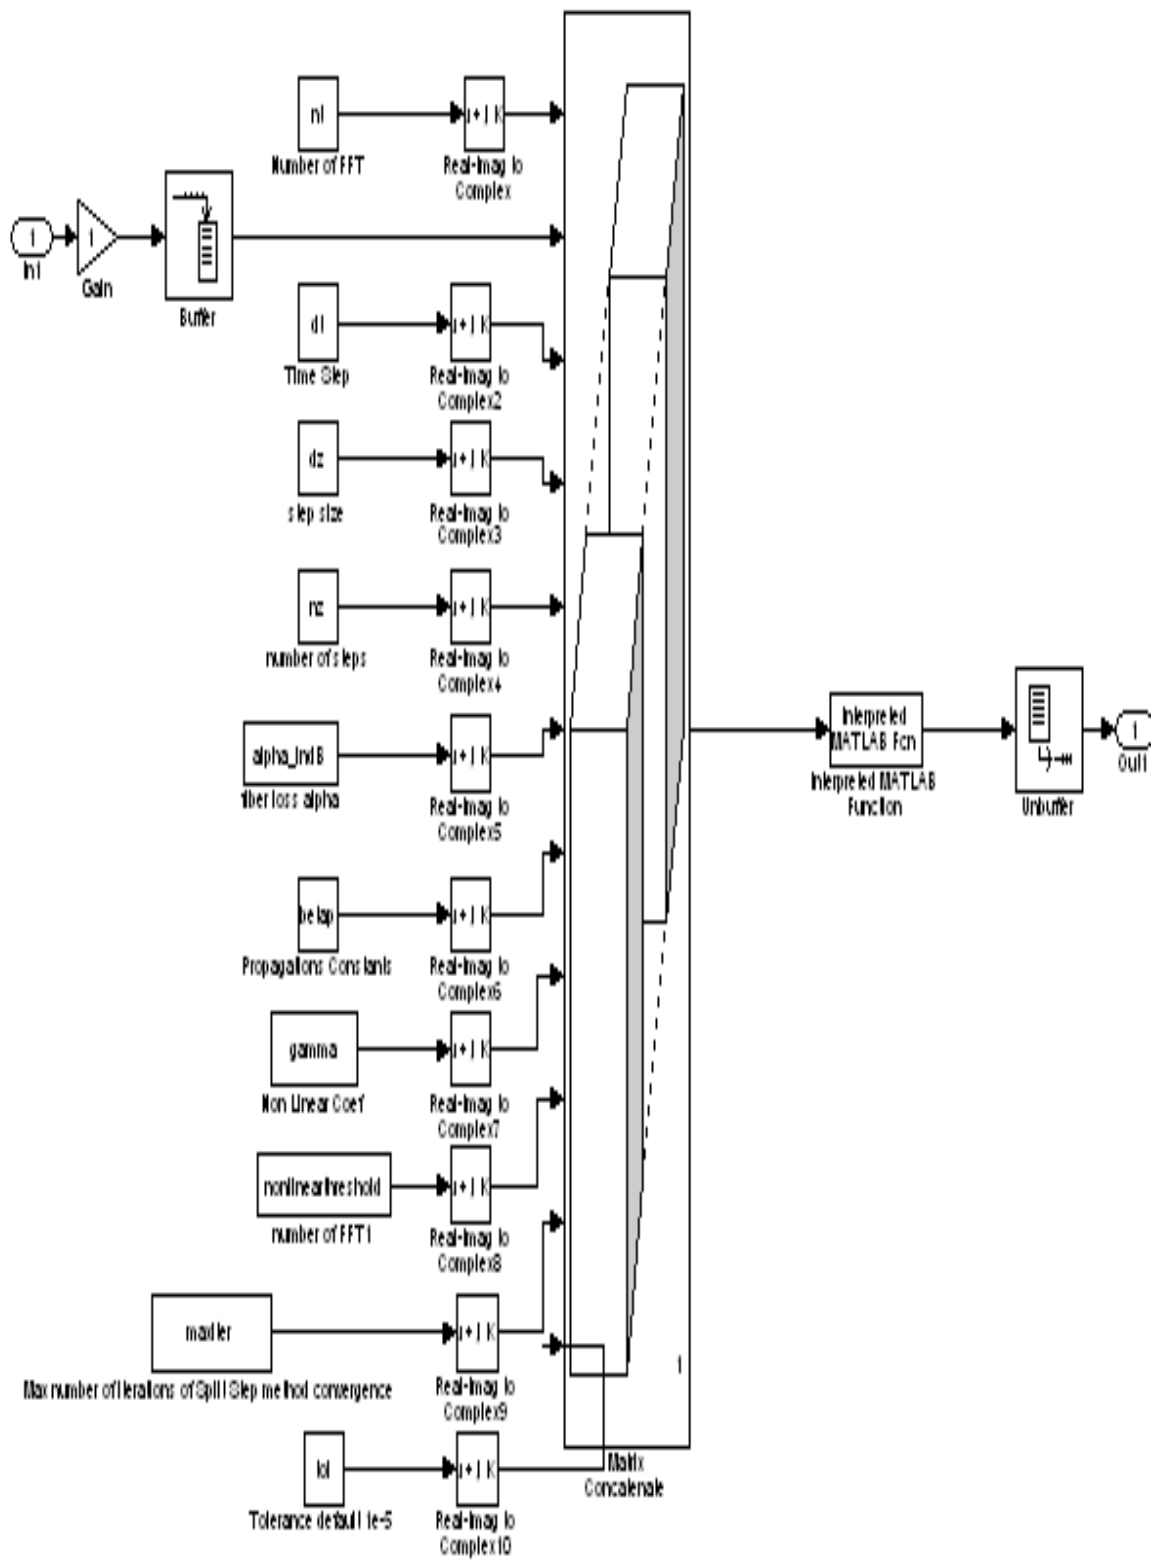 nt
Number of FFT
Real-Imag to
Complex
1
In1
1
Gain
Buffer
dt
Time Step
Real-Imag to
Complex2
dz
step size
Real-Imag to
Complex3
nz
number of steps
Real-Imag to
Complex4
alpha_indB
fiber loss alpha
Real-Imag to
Complex5
betap
Propagations Constants
Real-Imag to
Complex6
gamma
Non Linear Coef
Real-Imag to
Complex7
nonlinearthreshold
number of FFT1
Real-Imag to
Complex8
maxiter
Max number of iterations of Split Step method convergence
Real-Imag to
Complex9
tol
Tolerance default 1e-5
Real-Imag to
Complex10
1
Matrix
Concatenate
Interpreted
MATLAB Fcn
Interpreted MATLAB
Function
Unbuffer
1
Out1